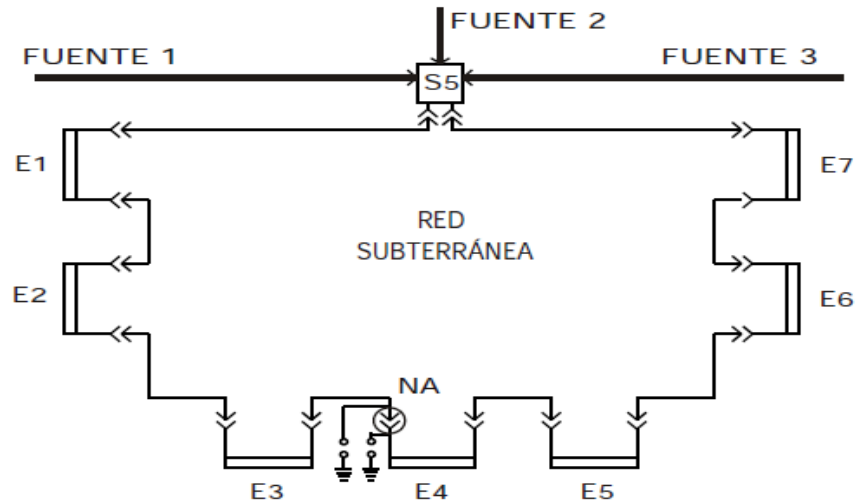 FUENTE 2
FUENTE 1
FUENTE 3
S5
E1
E7
RED
SUBTERRÁNEA
E2
E6
NA
E3
E4
E5